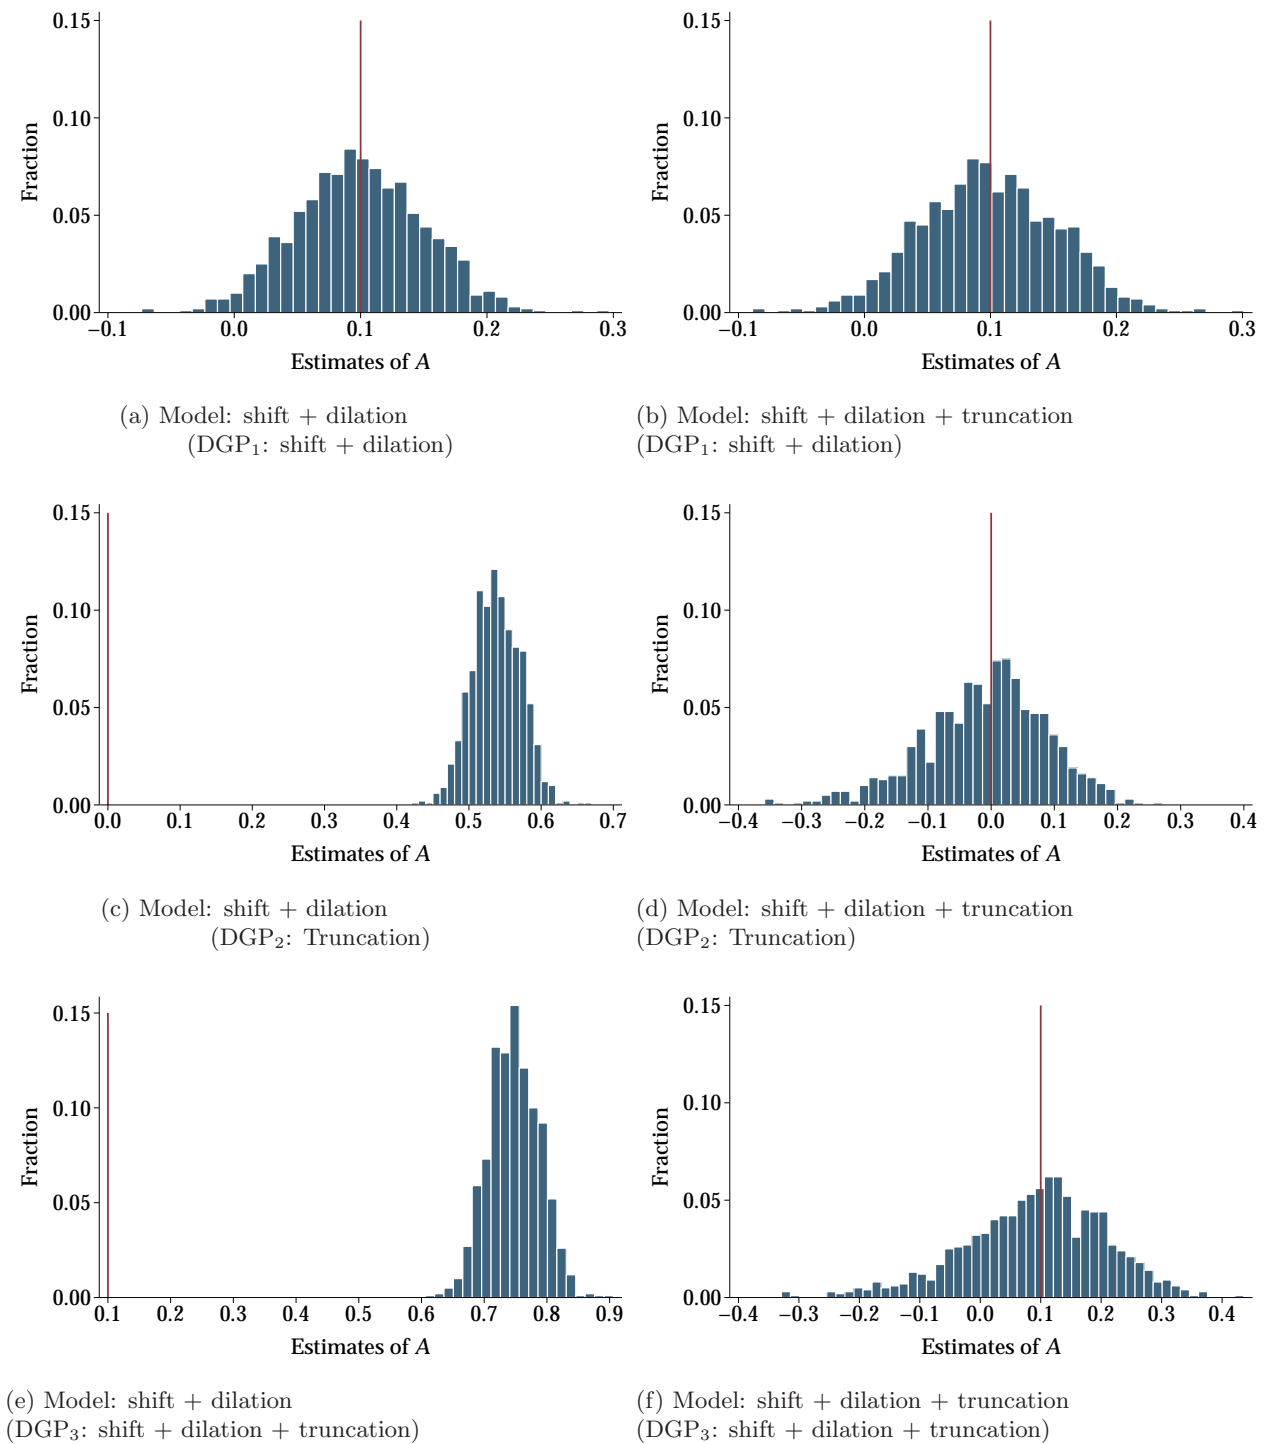 0.15
0.10
0.05
0.00
Fraction
−0.1 0.0 0.1 0.2 0.3
Estimates of A
(a) Model: shift + dilation
(DGP₁: shift + dilation)
0.15
0.10
0.05
0.00
Fraction
−0.1 0.0 0.1 0.2 0.3
Estimates of A
(b) Model: shift + dilation + truncation
(DGP₁: shift + dilation)
0.15
0.10
0.05
0.00
Fraction
0.0 0.1 0.2 0.3 0.4 0.5 0.6 0.7
Estimates of A
(c) Model: shift + dilation
(DGP₂: Truncation)
0.15
0.10
0.05
0.00
Fraction
−0.4 −0.3 −0.2 −0.1 0.0 0.1 0.2 0.3 0.4
Estimates of A
(d) Model: shift + dilation + truncation
(DGP₂: Truncation)
0.15
0.10
0.05
0.00
Fraction
0.1 0.2 0.3 0.4 0.5 0.6 0.7 0.8 0.9
Estimates of A
(e) Model: shift + dilation
(DGP₃: shift + dilation + truncation)
0.15
0.10
0.05
0.00
Fraction
−0.4 −0.3 −0.2 −0.1 0.0 0.1 0.2 0.3 0.4
Estimates of A
(f) Model: shift + dilation + truncation
(DGP₃: shift + dilation + truncation)